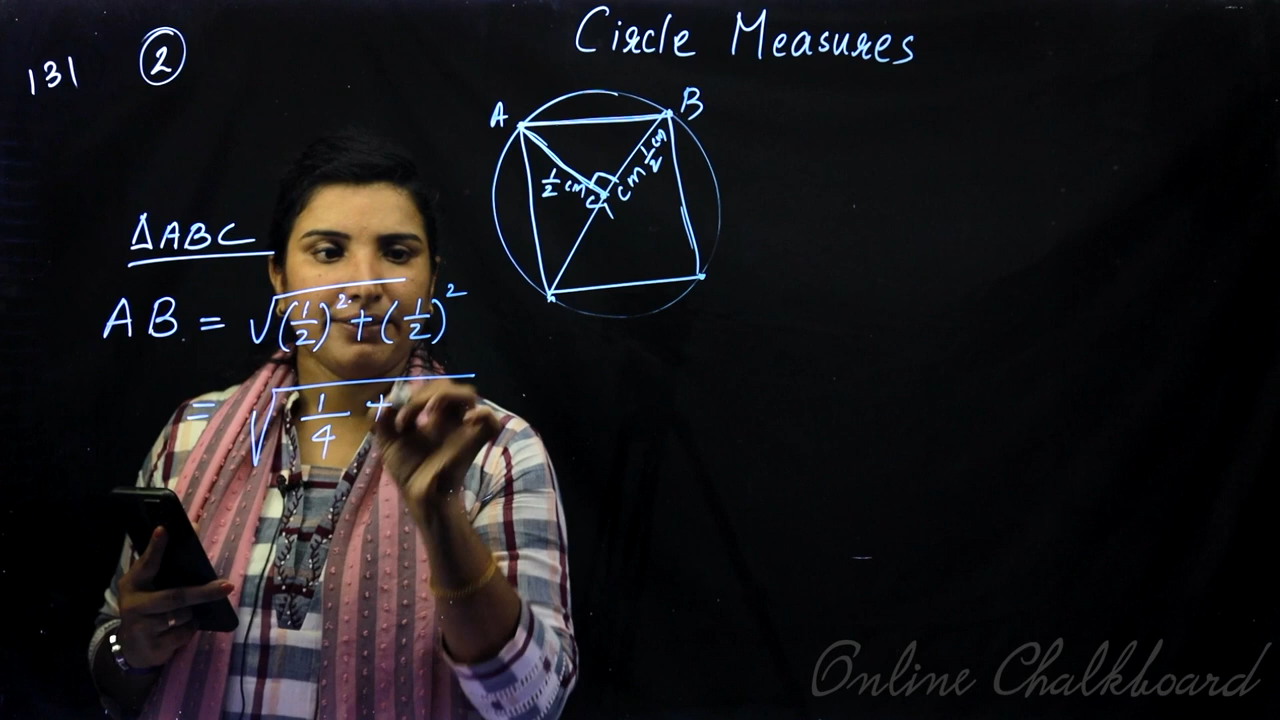 Circle Measures
131 ②
A B
½ cm C cm ½ cm
ΔABC
AB = √(½)² + (½)²
= √ 1/4 +
Online Chalkboard